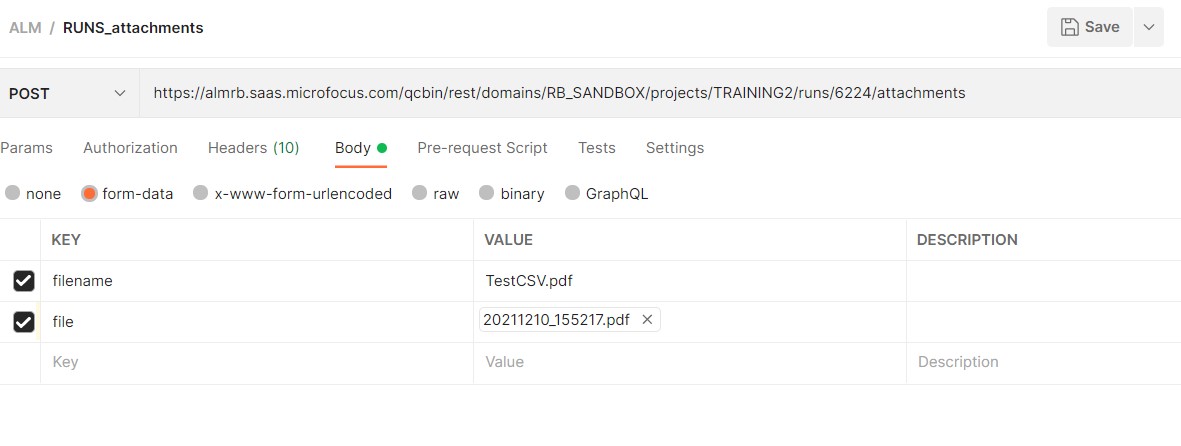 ALM / RUNS_attachments
Save
POST
https://almrb.saas.microfocus.com/qcbin/rest/domains/RB_SANDBOX/projects/TRAINING2/runs/6224/attachments
Params Authorization Headers (10) Body Pre-request Script Tests Settings
none form-data x-www-form-urlencoded raw binary GraphQL
KEY VALUE DESCRIPTION
filename TestCSV.pdf
file 20211210_155217.pdf
Key Value Description